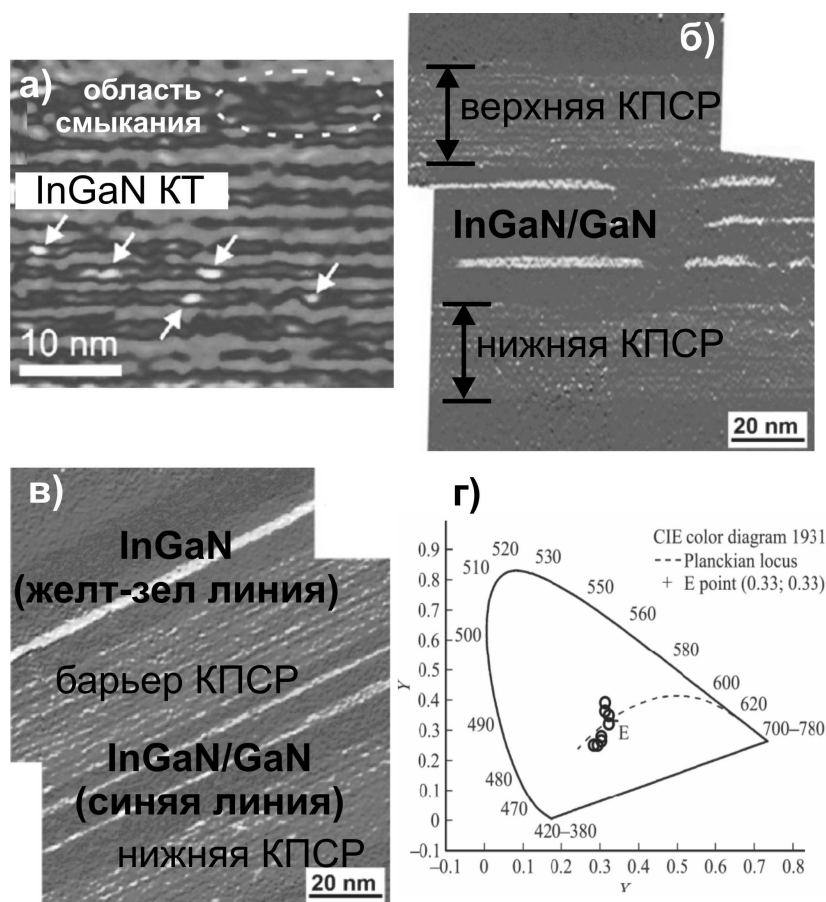 а)
область
смыкания
InGaN КТ
10 nm
б)
верхняя КПСР
InGaN/GaN
нижняя КПСР
20 nm
в)
InGaN
(желт-зел линия)
барьер КПСР
InGaN/GaN
(синяя линия)
нижняя КПСР
20 nm
г)
CIE color diagram 1931
--- Planckian locus
+ E point (0.33; 0.33)
0.9
0.8
0.7
0.6
0.5
0.4
0.3
0.2
0.1
0
–0.1
Y
510
520
530
550
560
580
600
620
700–780
500
490
480
470
420–380
E
–0.1 0 0.1 0.2 0.3 0.4 0.5 0.6 0.7 0.8
Y